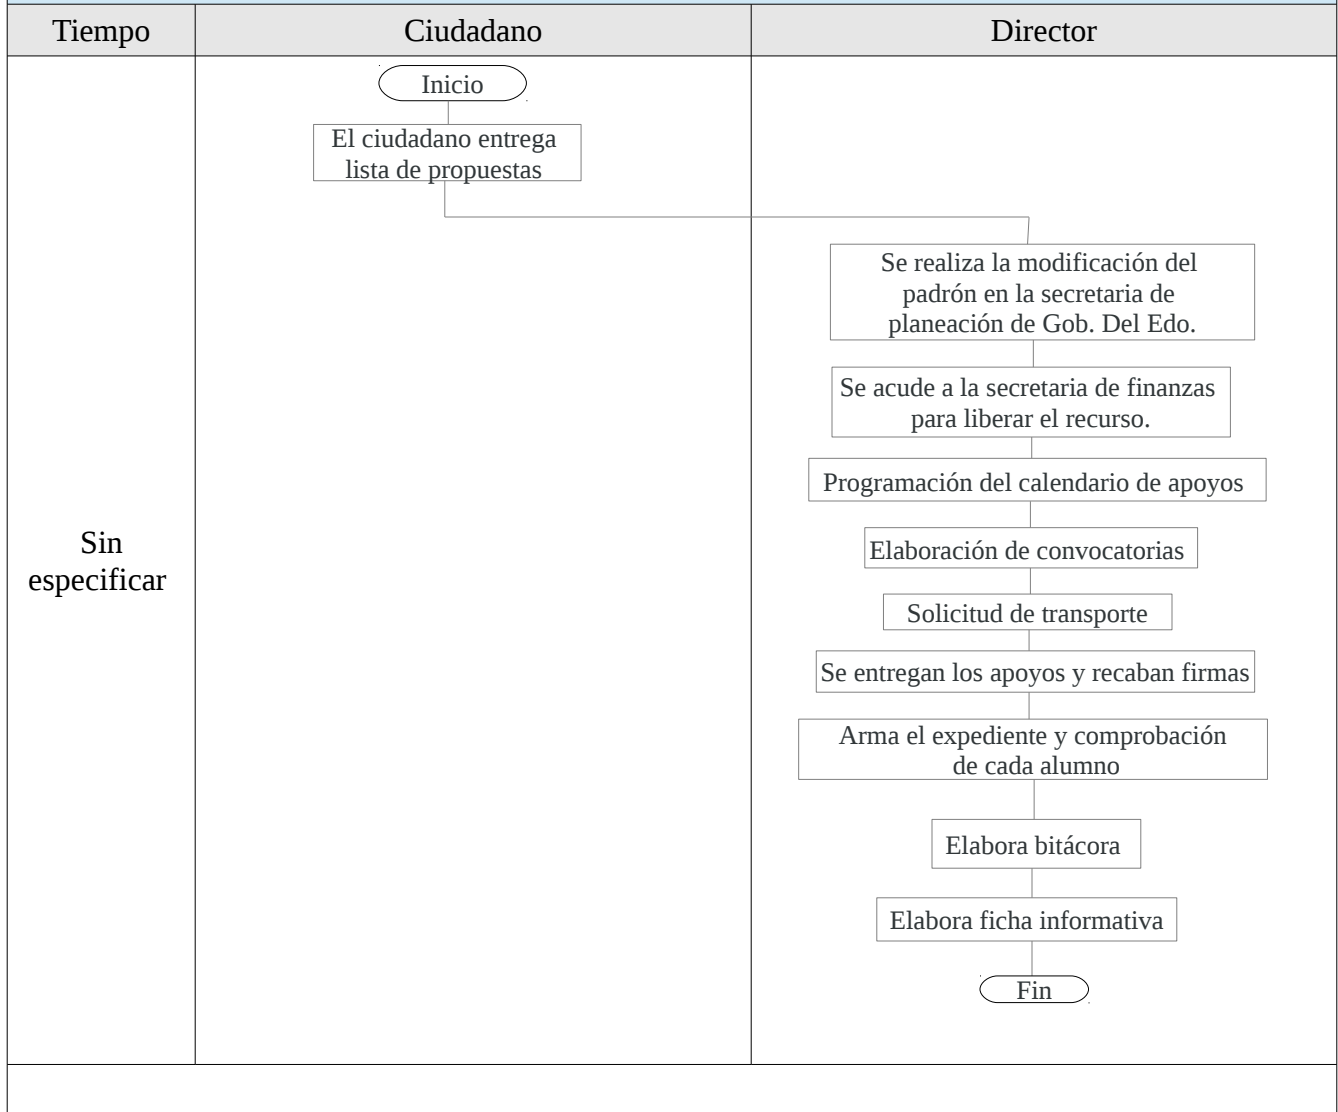 Tiempo
Ciudadano
Director
Inicio
El ciudadano entrega
lista de propuestas
Se realiza la modificación del
padrón en la secretaria de
planeación de Gob. Del Edo.
Se acude a la secretaria de finanzas
para liberar el recurso.
Programación del calendario de apoyos
Sin
especificar
Elaboración de convocatorias
Solicitud de transporte
Se entregan los apoyos y recaban firmas
Arma el expediente y comprobación
de cada alumno
Elabora bitácora
Elabora ficha informativa
Fin